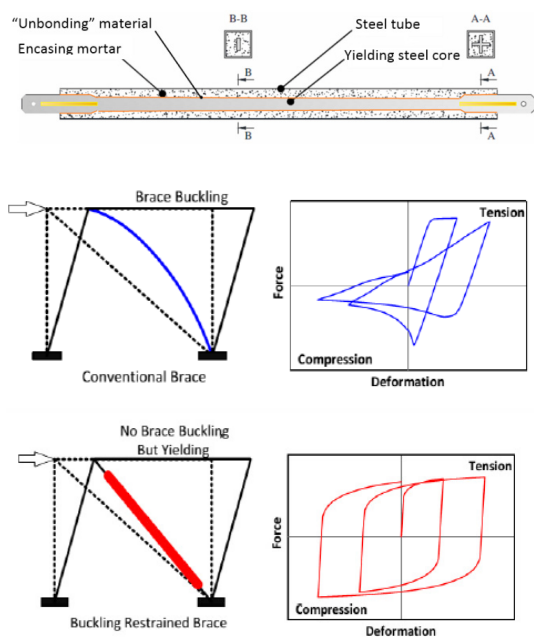 “Unbonding” material
Encasing mortar
B-B
Steel tube
Yielding steel core
A-A
B
A
B
A
Brace Buckling
Conventional Brace
Force
Tension
Compression
Deformation
No Brace Buckling
But Yielding
Buckling Restrained Brace
Force
Tension
Compression
Deformation